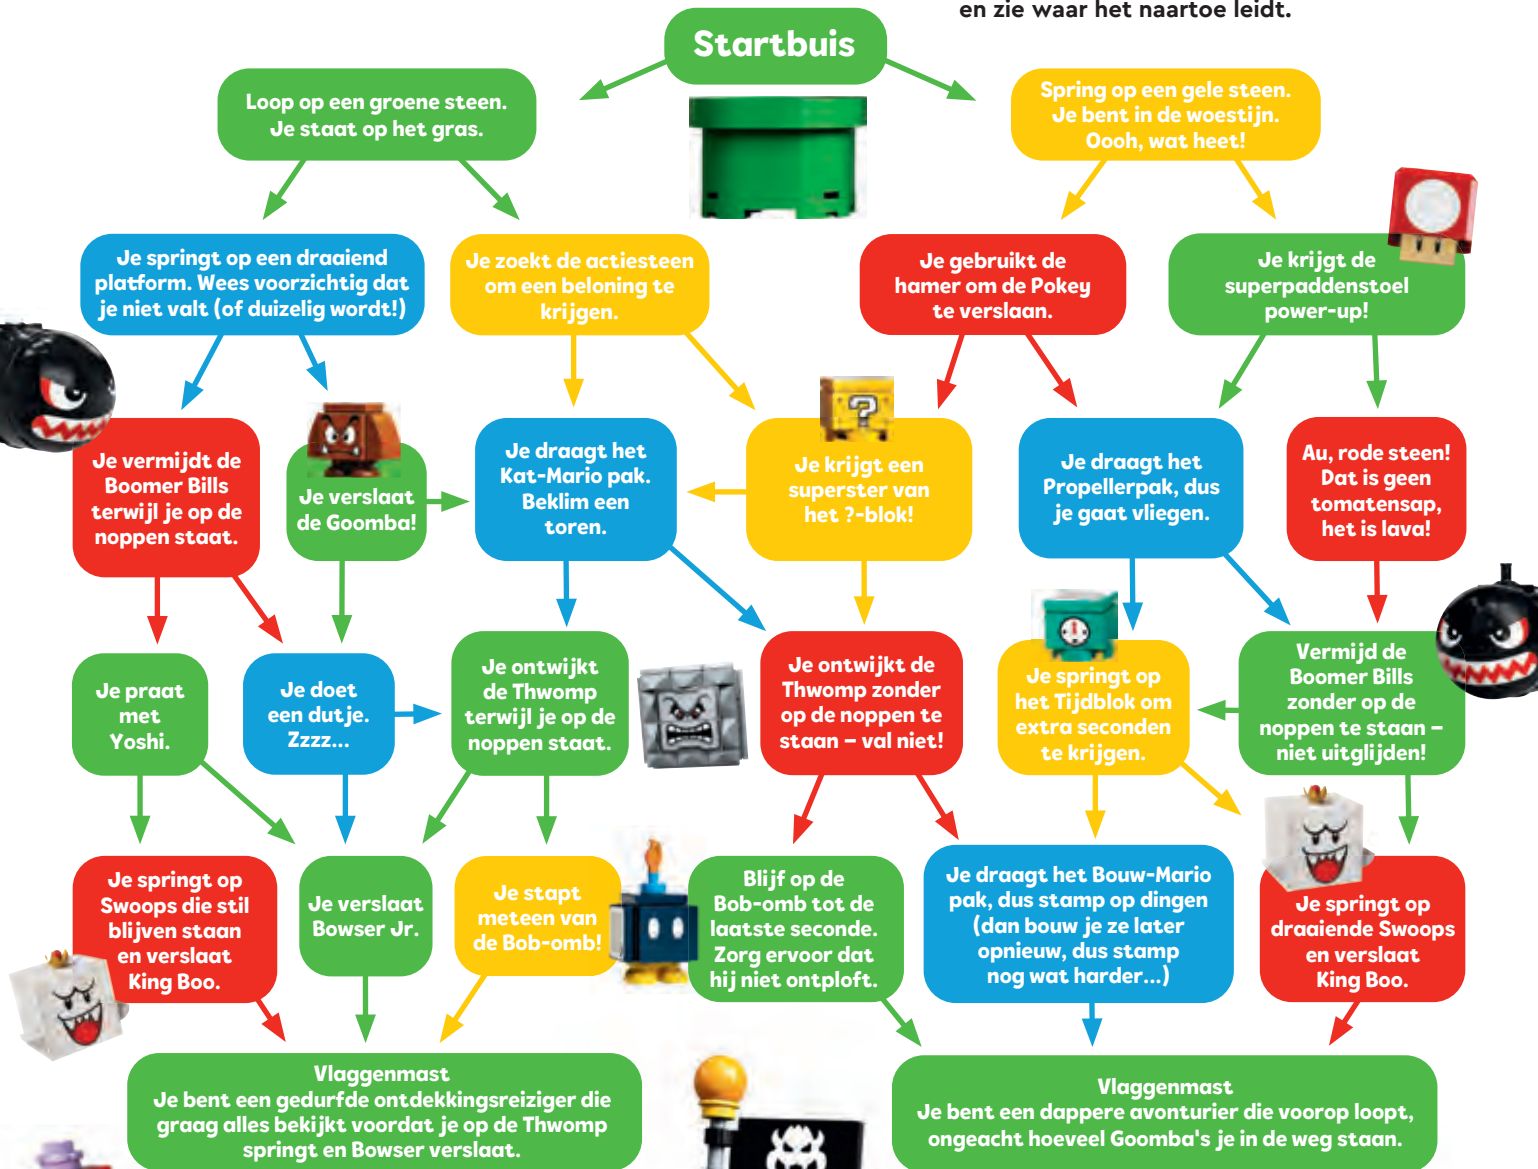 en zie waar het naartoe leidt.
Startbuis
Loop op een groene steen.
Je staat op het gras.
Spring op een gele steen.
Je bent in de woestijn.
Oooh, wat heet!
Je springt op een draaiend
platform. Wees voorzichtig dat
je niet valt (of duizelig wordt!)
Je zoekt de actiesteen
om een beloning te
krijgen.
Je gebruikt de
hamer om de Pokey
te verslaan.
Je krijgt de
superpaddenstoel
power-up!
Je vermijdt de
Boomer Bills
terwijl je op de
noppen staat.
Je verslaat
de Goomba!
Je draagt het
Kat-Mario pak.
Beklim een
toren.
?
Je krijgt een
superster van
het ?-blok!
Je draagt het
Propellerpak, dus
je gaat vliegen.
Au, rode steen!
Dat is geen
tomatensap,
het is lava!
Je praat
met
Yoshi.
Je doet
een dutje.
Zzzz...
Je ontwijkt
de Thwomp
terwijl je op de
noppen staat.
Je ontwijkt de
Thwomp zonder
op de noppen te
staan – val niet!
Je springt op
het Tijdblok om
extra seconden
te krijgen.
Vermijd de
Boomer Bills
zonder op de
noppen te staan –
niet uitglijden!
Je springt op
Swoops die stil
blijven staan
en verslaat
King Boo.
Je verslaat
Bowser Jr.
Je stapt
meteen van
de Bob-omb!
Blijf op de
Bob-omb tot de
laatste seconde.
Zorg ervoor dat
hij niet ontploft.
Je draagt het Bouw-Mario
pak, dus stamp op dingen
(dan bouw je ze later
opnieuw, dus stamp
nog wat harder...)
Je springt op
draaiende Swoops
en verslaat
King Boo.
Vlaggenmast
Je bent een gedurfde ontdekkingsreiziger die
graag alles bekijkt voordat je op de Thwomp
springt en Bowser verslaat.
Vlaggenmast
Je bent een dappere avonturier die voorop loopt,
ongeacht hoeveel Goomba's je in de weg staan.